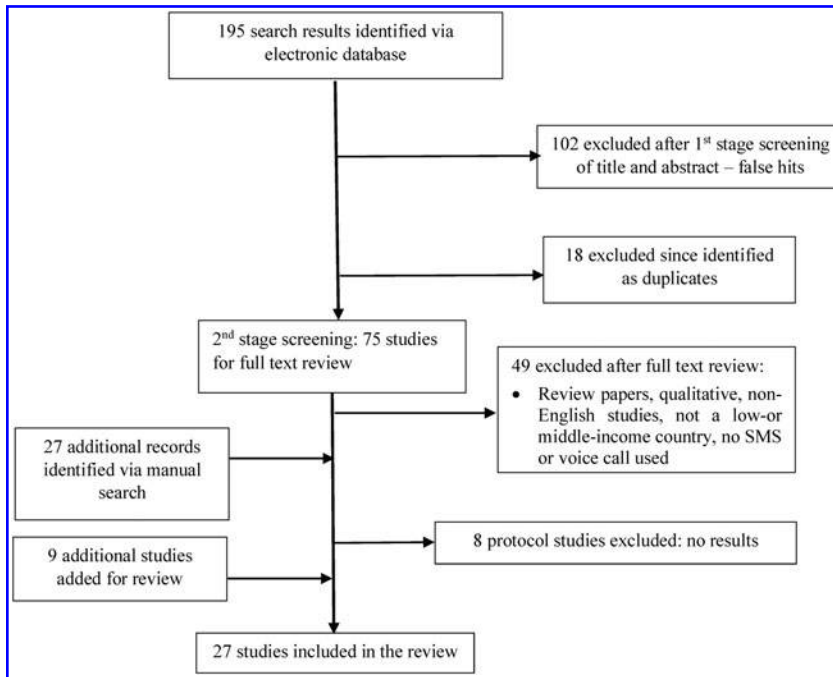 195 search results identified via
electronic database
102 excluded after 1st stage screening
of title and abstract – false hits
18 excluded since identified
as duplicates
2nd stage screening: 75 studies
for full text review
49 excluded after full text review:
• Review papers, qualitative, non-
English studies, not a low-or
middle-income country, no SMS
or voice call used
27 additional records
identified via manual
search
8 protocol studies excluded: no results
9 additional studies
added for review
27 studies included in the review